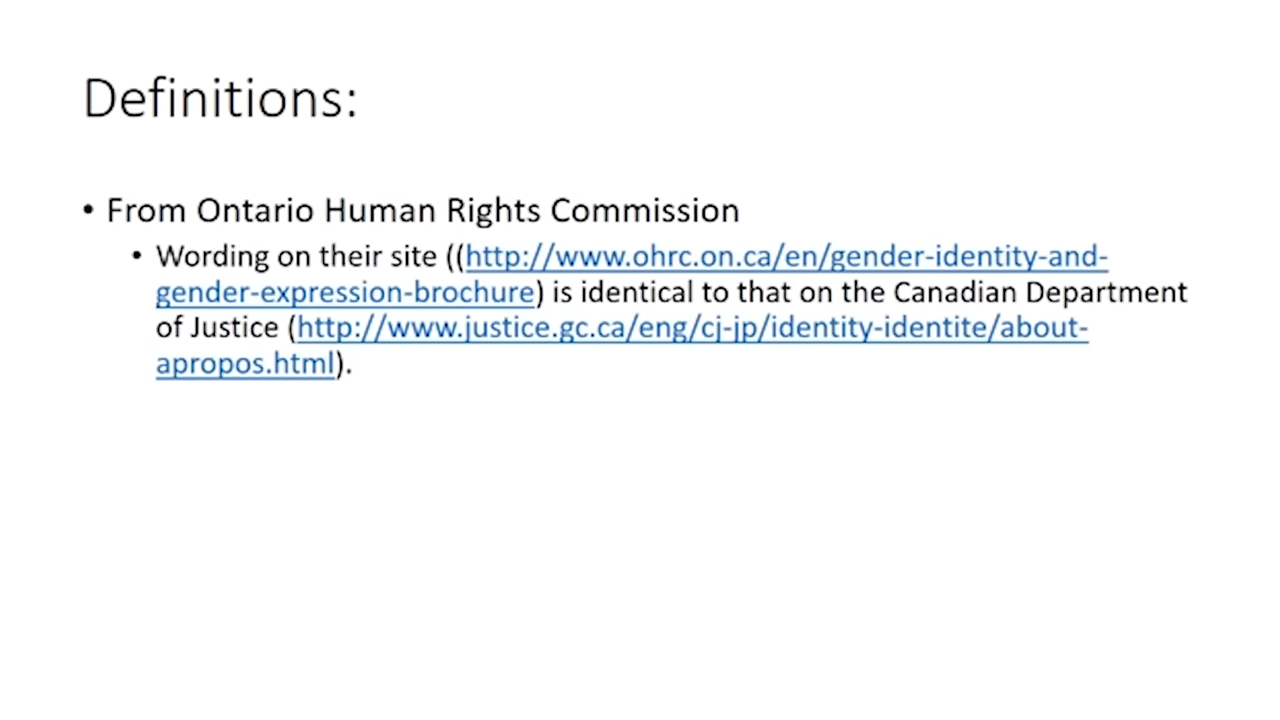 Definitions:
• From Ontario Human Rights Commission
• Wording on their site ((http://www.ohrc.on.ca/en/gender-identity-and-
gender-expression-brochure) is identical to that on the Canadian Department
of Justice (http://www.justice.gc.ca/eng/cj-jp/identity-identite/about-
apropos.html).